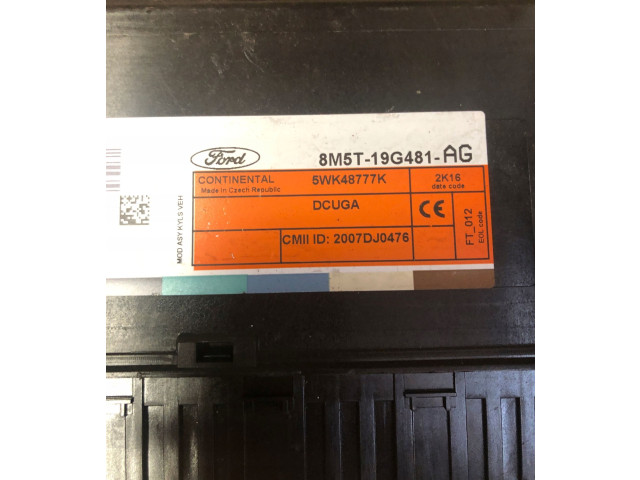 Ford
8M5T-19G481-AG
CONTINENTAL 5WK48777K 2K16
Made in Czech Republic date code
DCUGA
CE
CMII ID: 2007DJ0476
FT_012
EOL code
MOD ASY KYLS VEH